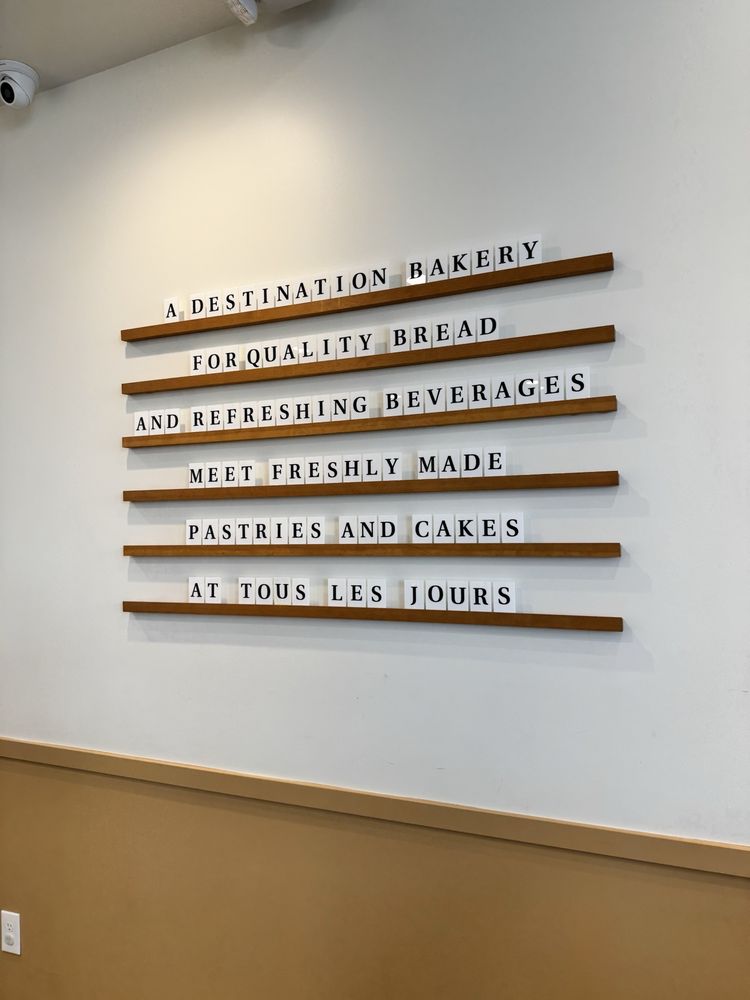 A DESTINATION BAKERY
FOR QUALITY BREAD
AND REFRESHING BEVERAGES
MEET FRESHLY MADE
PASTRIES AND CAKES
AT TOUS LES JOURS